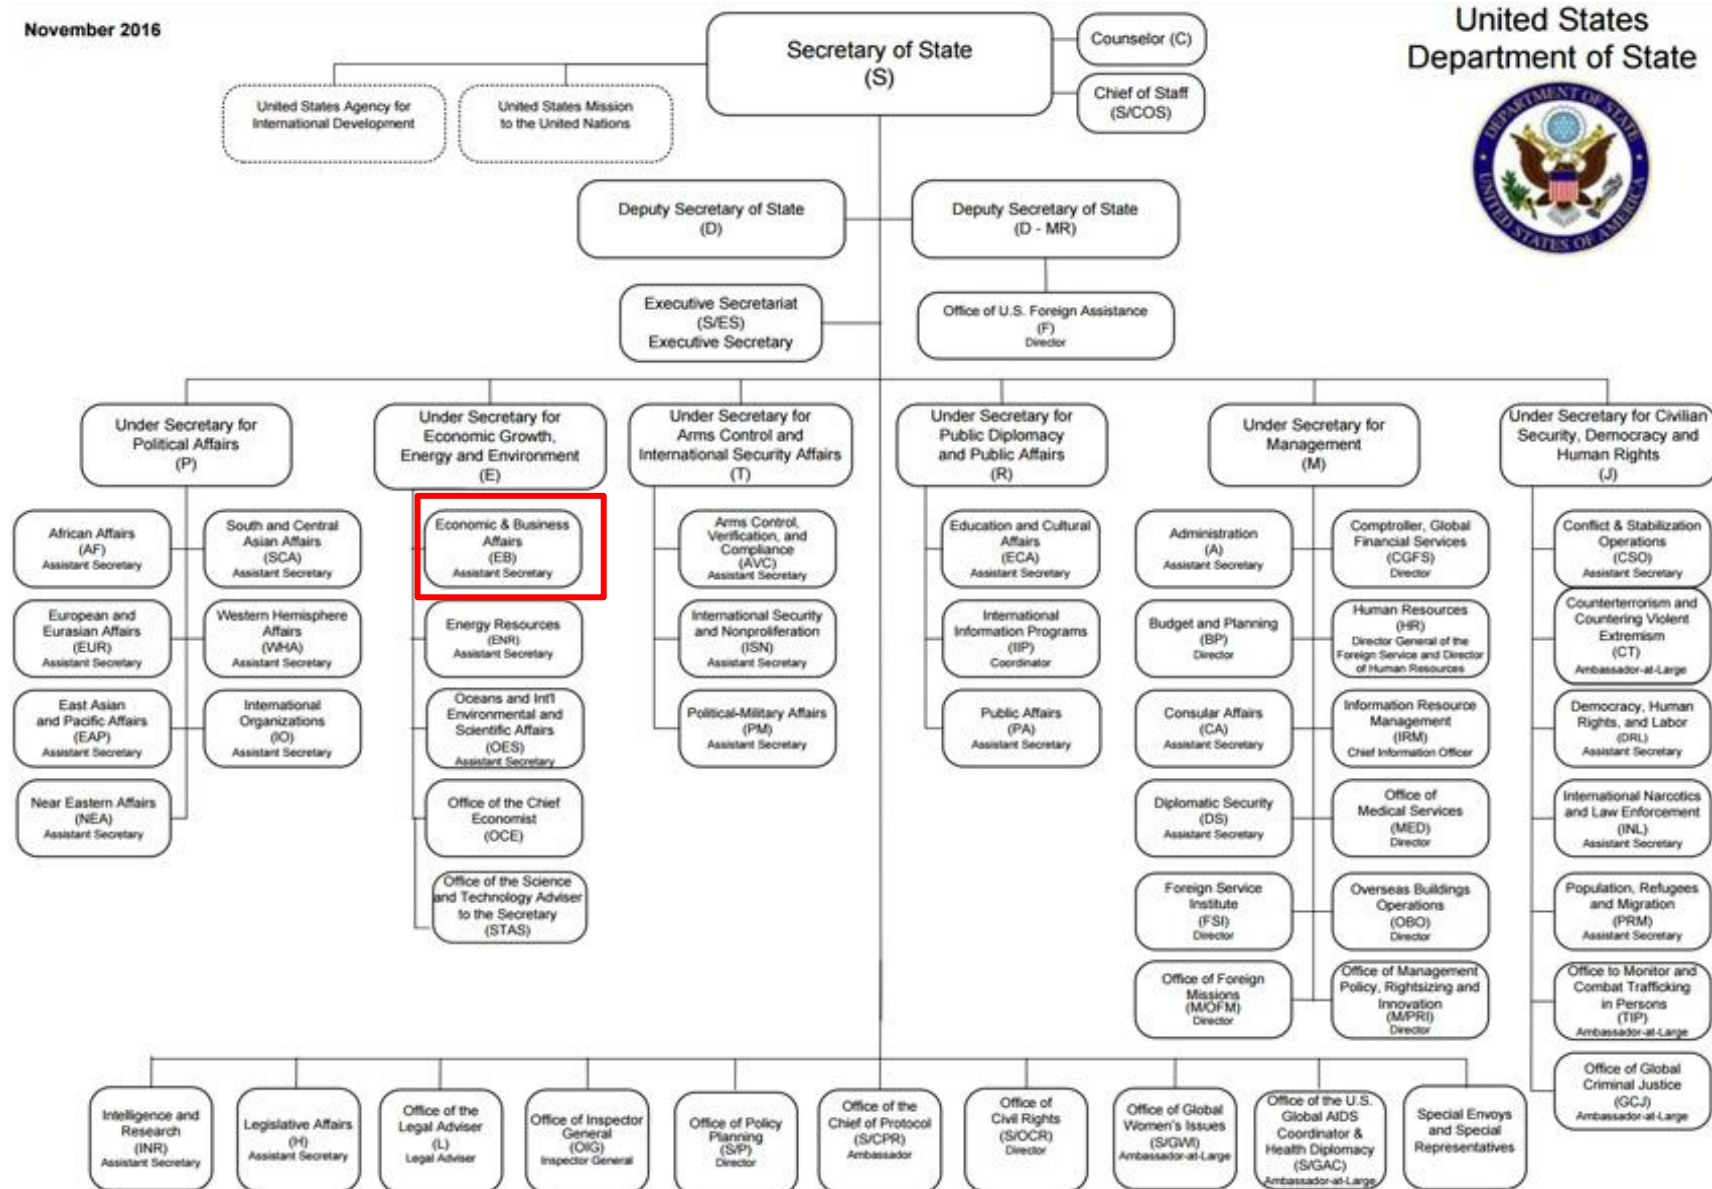 November 2016
United States
Department of State
DEPARTMENT OF STATE
UNITED STATES OF AMERICA
Secretary of State
(S)
Counselor (C)
Chief of Staff
(S/COS)
United States Agency for
International Development
United States Mission
to the United Nations
Deputy Secretary of State
(D)
Deputy Secretary of State
(D - MR)
Executive Secretariat
(S/ES)
Executive Secretary
Office of U.S. Foreign Assistance
(F)
Director
Under Secretary for
Political Affairs
(P)
Under Secretary for
Economic Growth,
Energy and Environment
(E)
Under Secretary for
Arms Control and
International Security Affairs
(T)
Under Secretary for
Public Diplomacy
and Public Affairs
(R)
Under Secretary for
Management
(M)
Under Secretary for Civilian
Security, Democracy and
Human Rights
(J)
African Affairs
(AF)
Assistant Secretary
South and Central
Asian Affairs
(SCA)
Assistant Secretary
European and
Eurasian Affairs
(EUR)
Assistant Secretary
Western Hemisphere
Affairs
(WHA)
Assistant Secretary
East Asian
and Pacific Affairs
(EAP)
Assistant Secretary
International
Organizations
(IO)
Assistant Secretary
Near Eastern Affairs
(NEA)
Assistant Secretary
Economic & Business
Affairs
(EB)
Assistant Secretary
Energy Resources
(ENR)
Assistant Secretary
Oceans and Int'l
Environmental and
Scientific Affairs
(OES)
Assistant Secretary
Office of the Chief
Economist
(OCE)
Office of the Science
and Technology Adviser
to the Secretary
(STAS)
Arms Control,
Verification, and
Compliance
(AVC)
Assistant Secretary
International Security
and Nonproliferation
(ISN)
Assistant Secretary
Political-Military Affairs
(PM)
Assistant Secretary
Education and Cultural
Affairs
(ECA)
Assistant Secretary
International
Information Programs
(IIP)
Coordinator
Public Affairs
(PA)
Assistant Secretary
Administration
(A)
Assistant Secretary
Comptroller, Global
Financial Services
(CGFS)
Director
Budget and Planning
(BP)
Director
Human Resources
(HR)
Director General of the
Foreign Service and Director
of Human Resources
Consular Affairs
(CA)
Assistant Secretary
Information Resource
Management
(IRM)
Chief Information Officer
Diplomatic Security
(DS)
Assistant Secretary
Office of
Medical Services
(MED)
Director
Foreign Service
Institute
(FSI)
Director
Overseas Buildings
Operations
(OBO)
Director
Office of Foreign
Missions
(M/OFM)
Director
Office of Management
Policy, Rightsizing and
Innovation
(M/PRI)
Director
Conflict & Stabilization
Operations
(CSO)
Assistant Secretary
Counterterrorism and
Countering Violent
Extremism
(CT)
Ambassador-at-Large
Democracy, Human
Rights, and Labor
(DRL)
Assistant Secretary
International Narcotics
and Law Enforcement
(INL)
Assistant Secretary
Population, Refugees
and Migration
(PRM)
Assistant Secretary
Office to Monitor and
Combat Trafficking
in Persons
(TIP)
Ambassador-at-Large
Office of Global
Criminal Justice
(GCJ)
Ambassador-at-Large
Intelligence and
Research
(INR)
Assistant Secretary
Legislative Affairs
(H)
Assistant Secretary
Office of the
Legal Adviser
(L)
Legal Adviser
Office of Inspector
General
(OIG)
Inspector General
Office of Policy
Planning
(S/P)
Director
Office of the
Chief of Protocol
(S/CPR)
Ambassador
Office of
Civil Rights
(S/OCR)
Director
Office of Global
Women's Issues
(S/GWI)
Ambassador-at-Large
Office of the U.S.
Global AIDS
Coordinator &
Health Diplomacy
(S/GAC)
Ambassador-at-Large
Special Envoys
and Special
Representatives